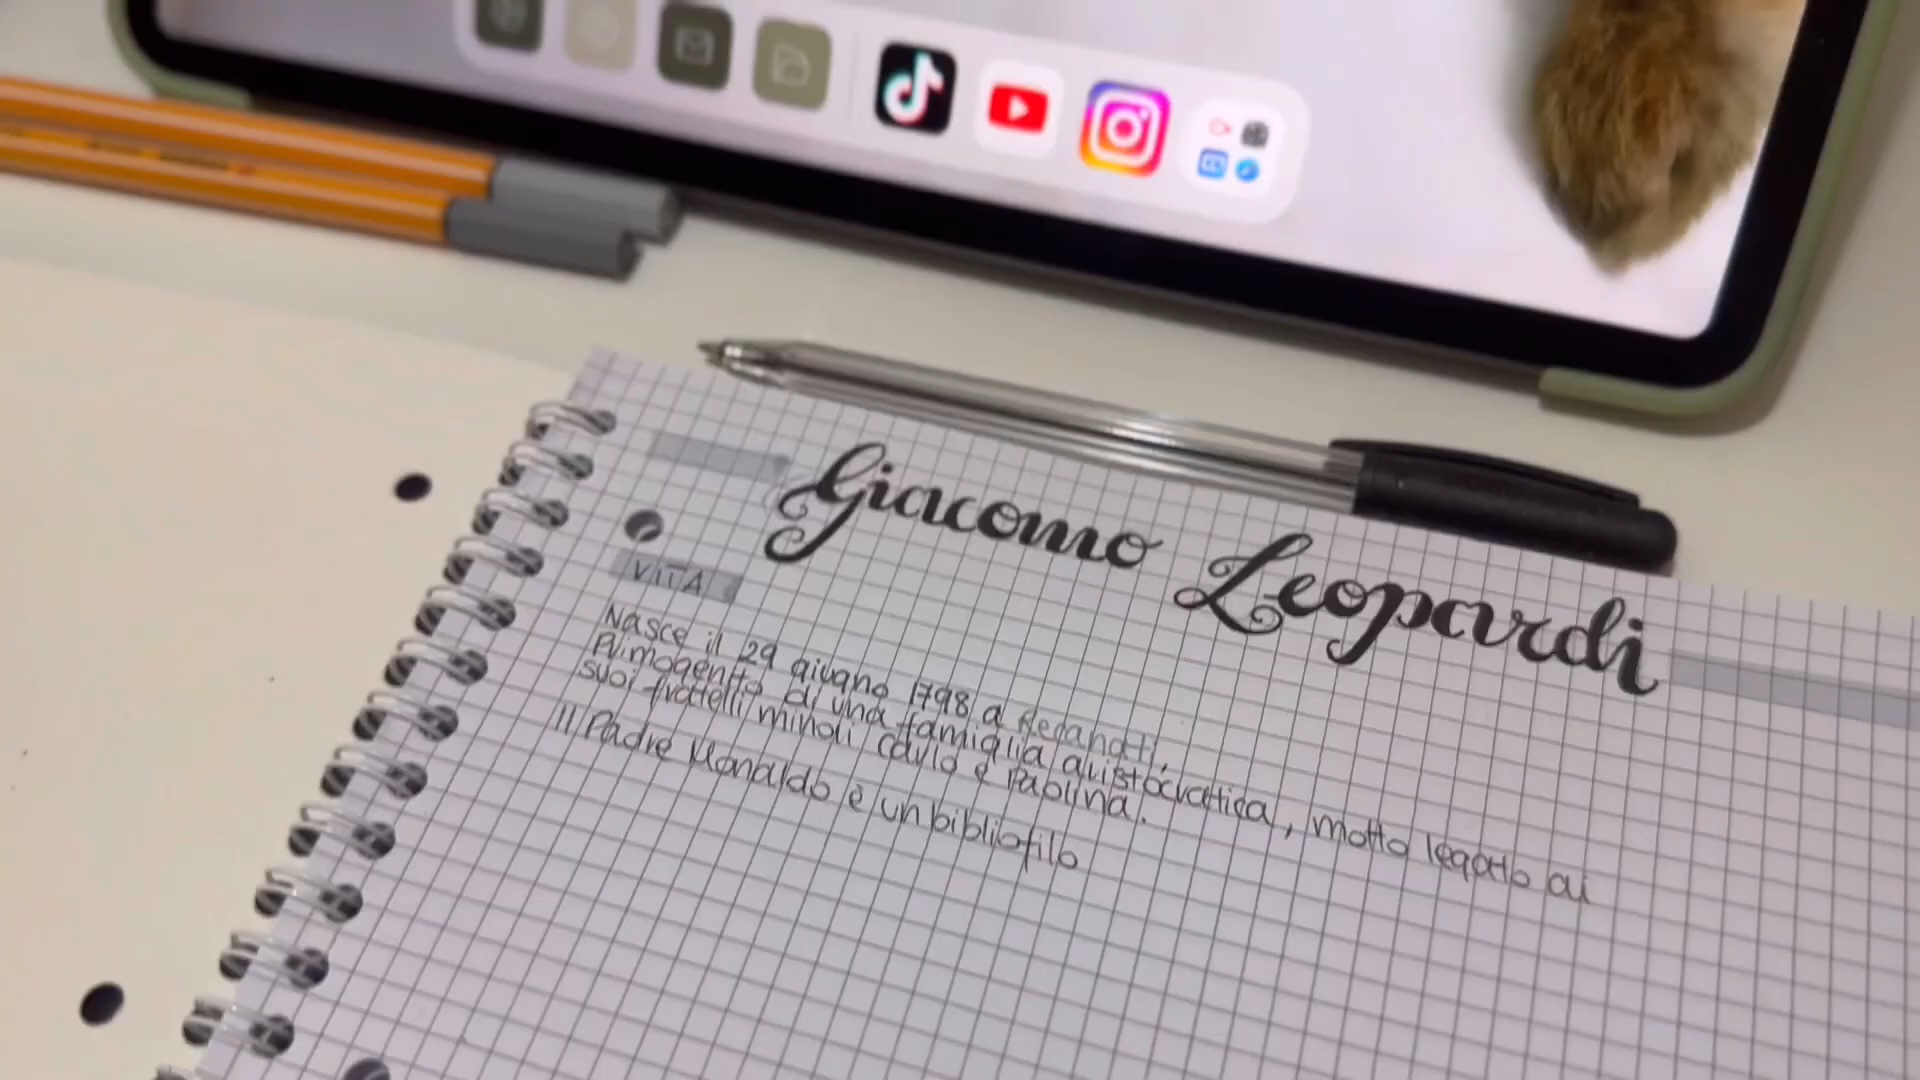 Giacomo Leopardi
VITA
Nasce il 29 giugno 1798 a Recanati,
Primogenito di una famiglia aristocratica, molto legato ai
suoi fratelli minori Carlo e Paolina.
Il Padre Monaldo è un bibliofilo